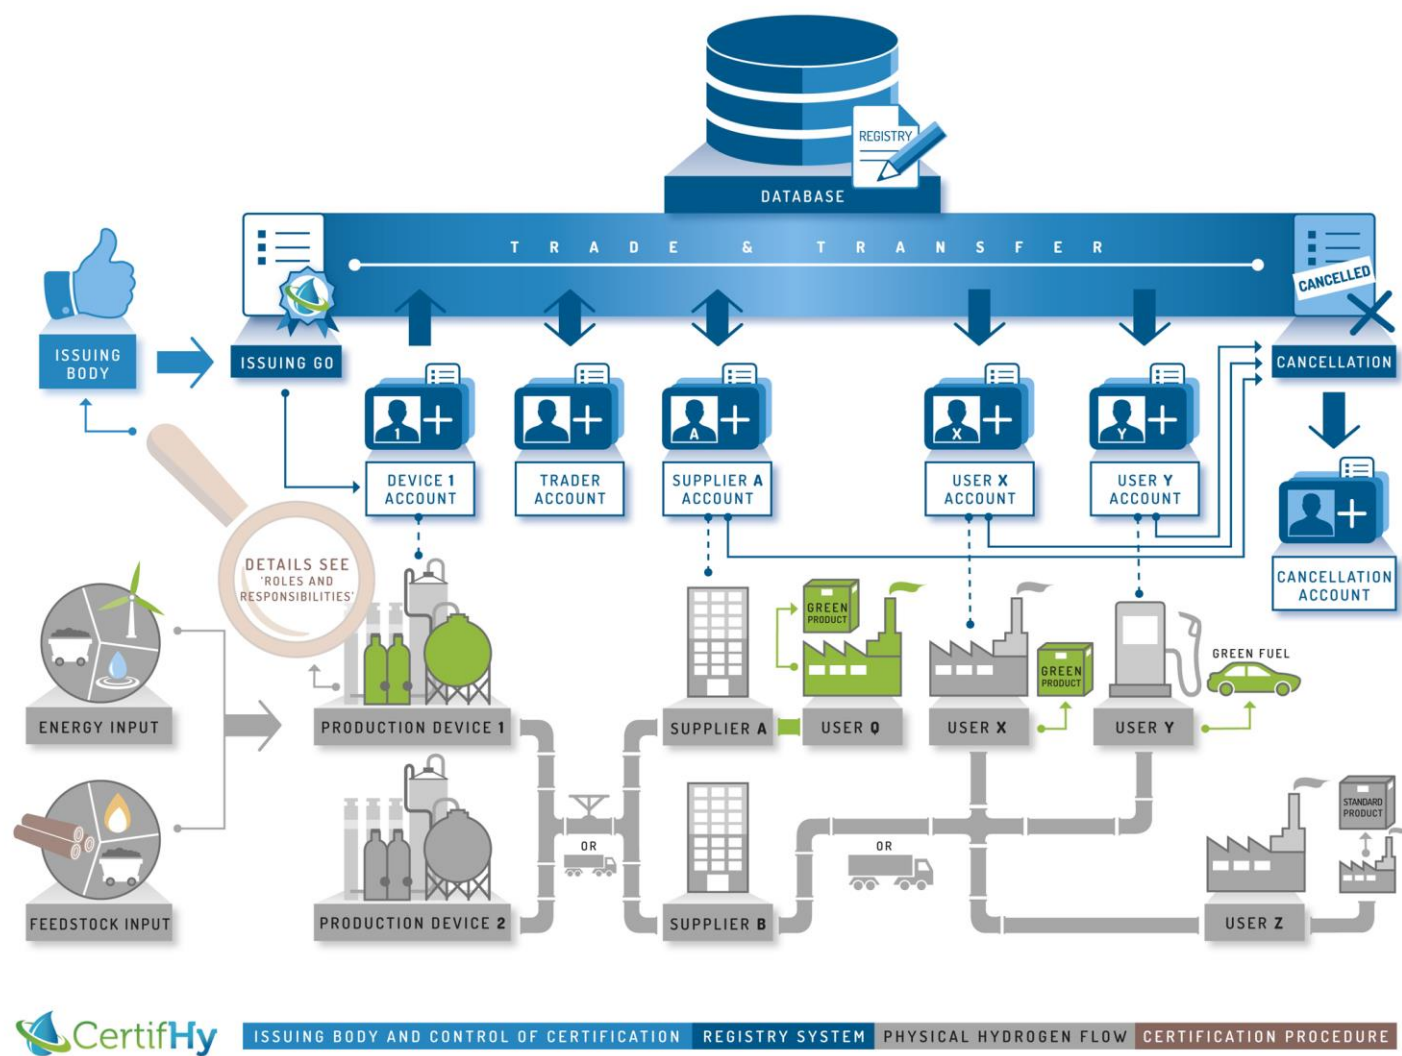 REGISTRY
DATABASE
TRADE & TRANSFER
CANCELLED
ISSUING
BODY
ISSUING GO
CANCELLATION
1
A
X
Y
DEVICE 1
ACCOUNT
TRADER
ACCOUNT
SUPPLIER A
ACCOUNT
USER X
ACCOUNT
USER Y
ACCOUNT
CANCELLATION
ACCOUNT
DETAILS SEE
'ROLES AND
RESPONSIBILITIES'
GREEN
PRODUCT
GREEN
PRODUCT
GREEN FUEL
ENERGY INPUT
PRODUCTION DEVICE 1
SUPPLIER A
USER Q
USER X
USER Y
STANDARD
PRODUCT
OR
OR
FEEDSTOCK INPUT
PRODUCTION DEVICE 2
SUPPLIER B
USER Z
CertifHy
ISSUING BODY AND CONTROL OF CERTIFICATION
REGISTRY SYSTEM
PHYSICAL HYDROGEN FLOW
CERTIFICATION PROCEDURE